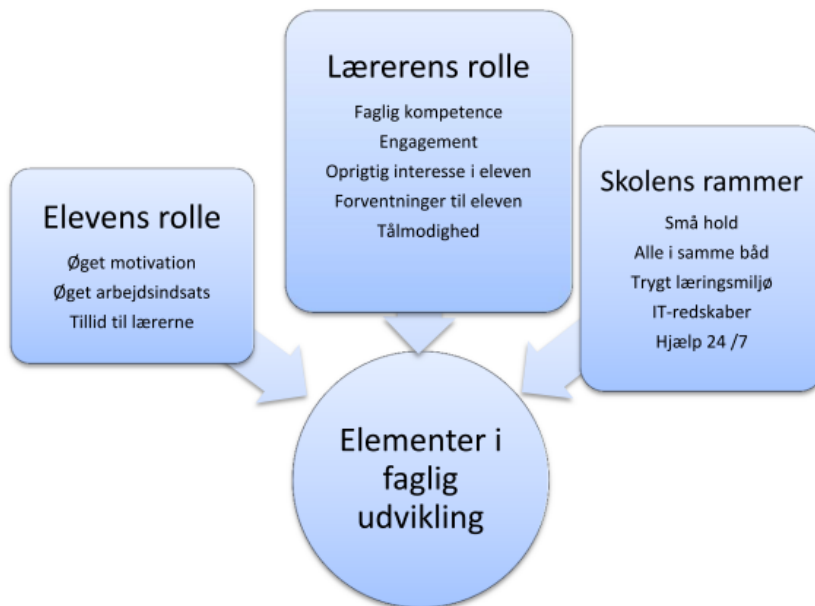 Elevens rolle
Øget motivation
Øget arbejdsindsats
Tillid til lærerne
Lærerens rolle
Faglig kompetence
Engagement
Oprigtig interesse i eleven
Forventninger til eleven
Tålmodighed
Skolens rammer
Små hold
Alle i samme båd
Trygt læringsmiljø
IT-redskaber
Hjælp 24 /7
Elementer i
faglig
udvikling